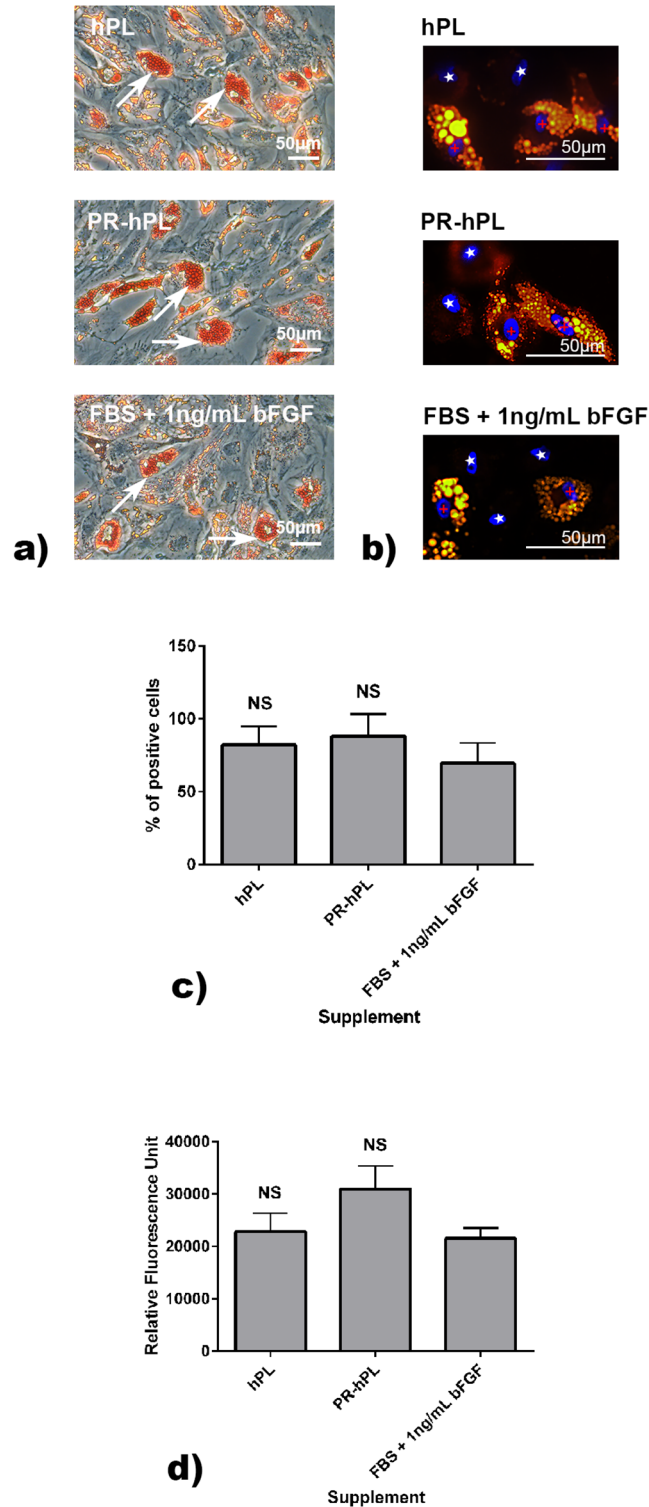 hPL
50µm
hPL
50µm
PR-hPL
50µm
PR-hPL
50µm
FBS + 1ng/mL bFGF
50µm
FBS + 1ng/mL bFGF
50µm
a)
b)
150
100
50
0
% of positive cells
NS
NS
hPL
PR-hPL
FBS + 1ng/mL bFGF
Supplement
c)
40000
30000
20000
10000
0
Relative Fluorescence Unit
NS
NS
hPL
PR-hPL
FBS + 1ng/mL bFGF
Supplement
d)